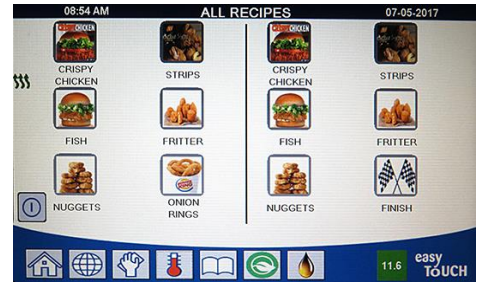 08:54 AM
ALL RECIPES
07-05-2017
CRISPY
CHICKEN
STRIPS
CRISPY
CHICKEN
STRIPS
FISH
FRITTER
FISH
FRITTER
NUGGETS
ONION
RINGS
NUGGETS
FINISH
11.6
easy
TOUCH